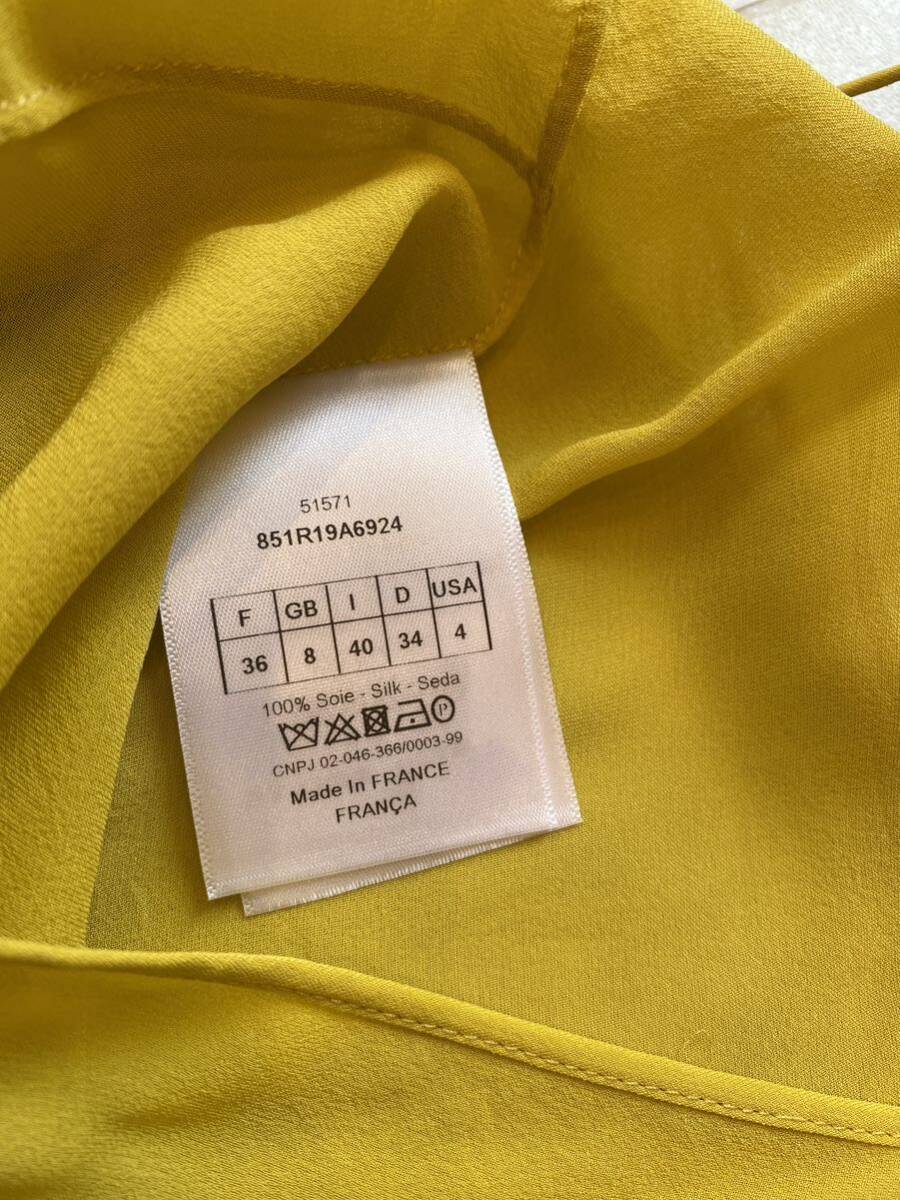 51571
851R19A6924
F GB I D USA
36 8 40 34 4
100% Soie - Silk - Seda
P
CNPJ 02-046-366/0003-99
Made In FRANCE
FRANÇA